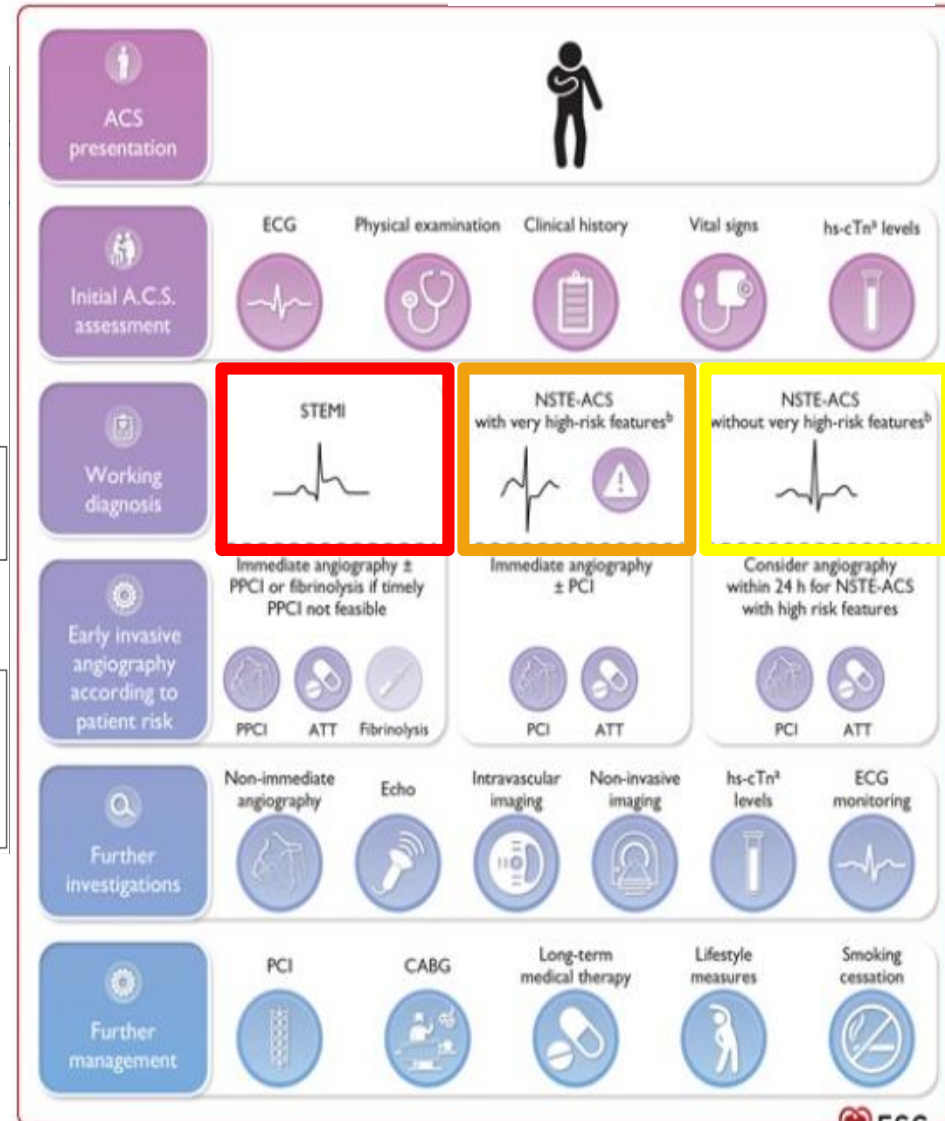 ACS
presentation
ECG
Physical examination
Clinical history
Vital signs
hs-cTnᵃ levels
Initial A.C.S.
assessment
STEMI
NSTE-ACS
with very high-risk featuresᵇ
NSTE-ACS
without very high-risk featuresᵇ
Working
diagnosis
Immediate angiography ±
PPCI or fibrinolysis if timely
PPCI not feasible
Immediate angiography
± PCI
Consider angiography
within 24 h for NSTE-ACS
with high risk features
Early invasive
angiography
according to
patient risk
PPCI
ATT
Fibrinolysis
PCI
ATT
PCI
ATT
Non-immediate
angiography
Echo
Intravascular
imaging
Non-invasive
imaging
hs-cTnᵃ
levels
ECG
monitoring
Further
investigations
PCI
CABG
Long-term
medical therapy
Lifestyle
measures
Smoking
cessation
Further
management